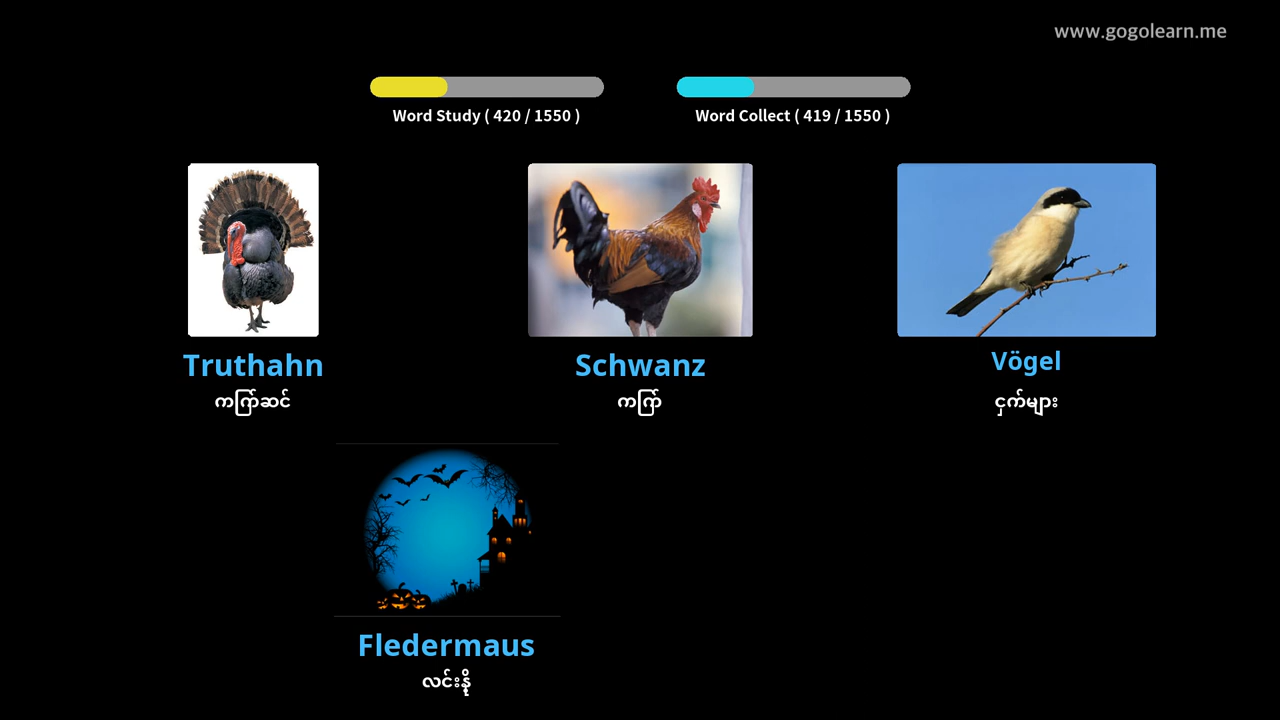 www.gogolearn.me
Word Study ( 420 / 1550 )
Word Collect ( 419 / 1550 )
Truthahn
Schwanz
Vögel
ကြက်ဆင်
ကြက်
ငှက်များ
Fledermaus
လင်းနို့